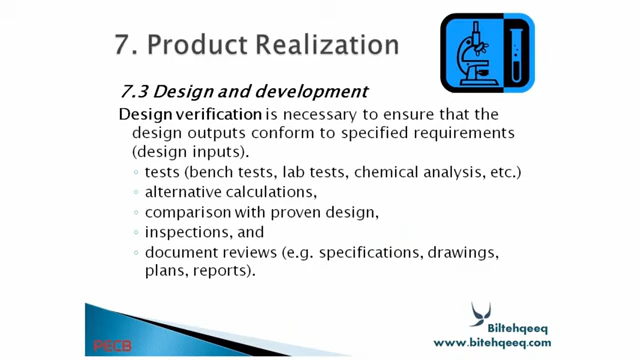 7. Product Realization
7.3 Design and development
Design verification is necessary to ensure that the
design outputs conform to specified requirements
(design inputs).
◦ tests (bench tests, lab tests, chemical analysis, etc.)
◦ alternative calculations,
◦ comparison with proven design,
◦ inspections, and
◦ document reviews (e.g. specifications, drawings,
plans, reports).
Biltehqeeq
PECB
www.bitehqeeq.com